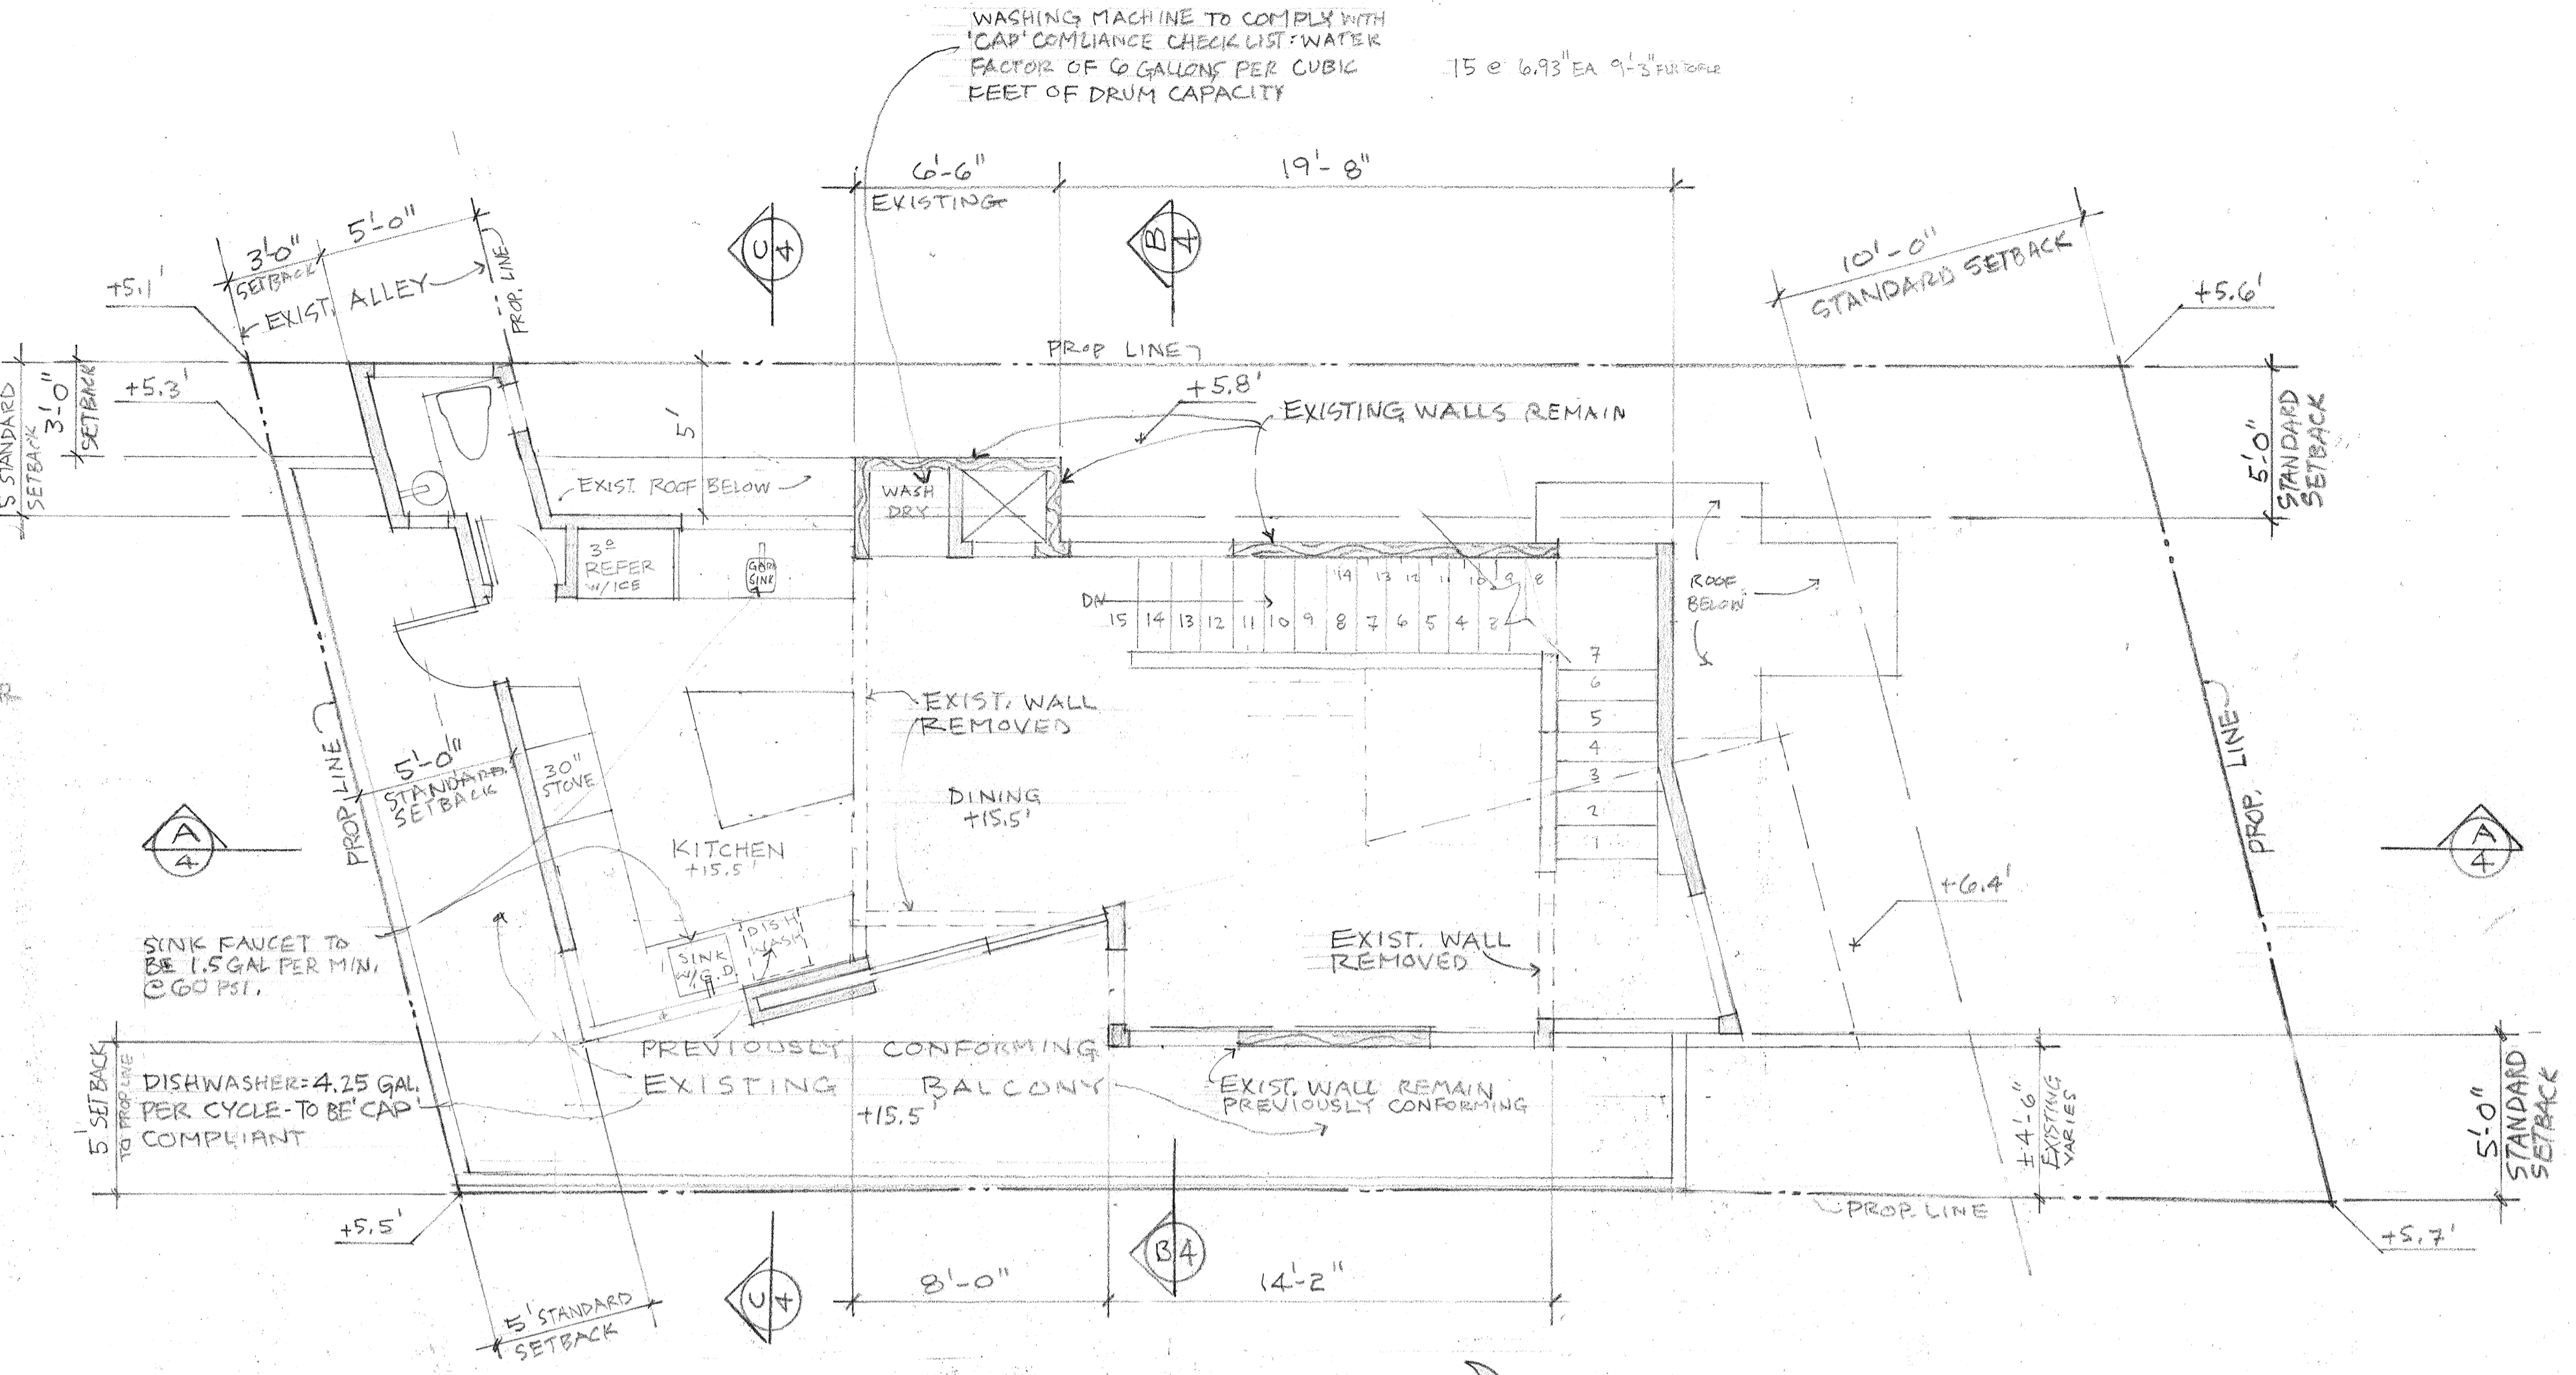 WASHING MACHINE TO COMPLY WITH
'CAP' COMLIANCE CHECKLIST: WATER
FACTOR OF 6 GALLONS PER CUBIC
FEET OF DRUM CAPACITY
15 @ 6.93" EA 9'-3"
6'-6"
EXISTING
19'-8"
C
4
B
4
3'-0"
SETBACK
5'-0"
EXIST. ALLEY
PROP. LINE
+5.1'
+5.3'
10'-0"
STANDARD SETBACK
+5.6'
PROP LINE
+5.8'
EXISTING WALLS REMAIN
5' STANDARD
SETBACK
3'-0"
SETBACK
5'
EXIST. ROOF BELOW
WASH
DRY
5'-0"
STANDARD
SETBACK
3º
REFER
W/ICE
SINK
14 13 12 11 10 9 8
DN
15 14 13 12 11 10 9 8 7 6 5 4 3
7
6
5
4
3
2
1
ROOF
BELOW
EXIST. WALL
REMOVED
PROP. LINE
5'-0"
STANDARD
SETBACK
30"
STOVE
KITCHEN
+15.5'
DINING
+15.5'
PROP. LINE
A
4
A
4
+6.4'
SINK FAUCET TO
BE 1.5 GAL PER MIN.
@ 60 PSI.
SINK
W/G.D.
DISH
WASH
EXIST. WALL
REMOVED
PREVIOUSLY CONFORMING
EXISTING BALCONY
+15.5'
5' SETBACK
TO PROP LINE
DISHWASHER=4.25 GAL.
PER CYCLE-TO BE 'CAP'
COMPLIANT
EXIST. WALL REMAIN
PREVIOUSLY CONFORMING
±4'-6"
EXISTING
VARIES
5'-0"
STANDARD
SETBACK
PROP. LINE
+5.5'
+5.7'
5' STANDARD
SETBACK
C
4
8'-0"
B
4
14'-2"